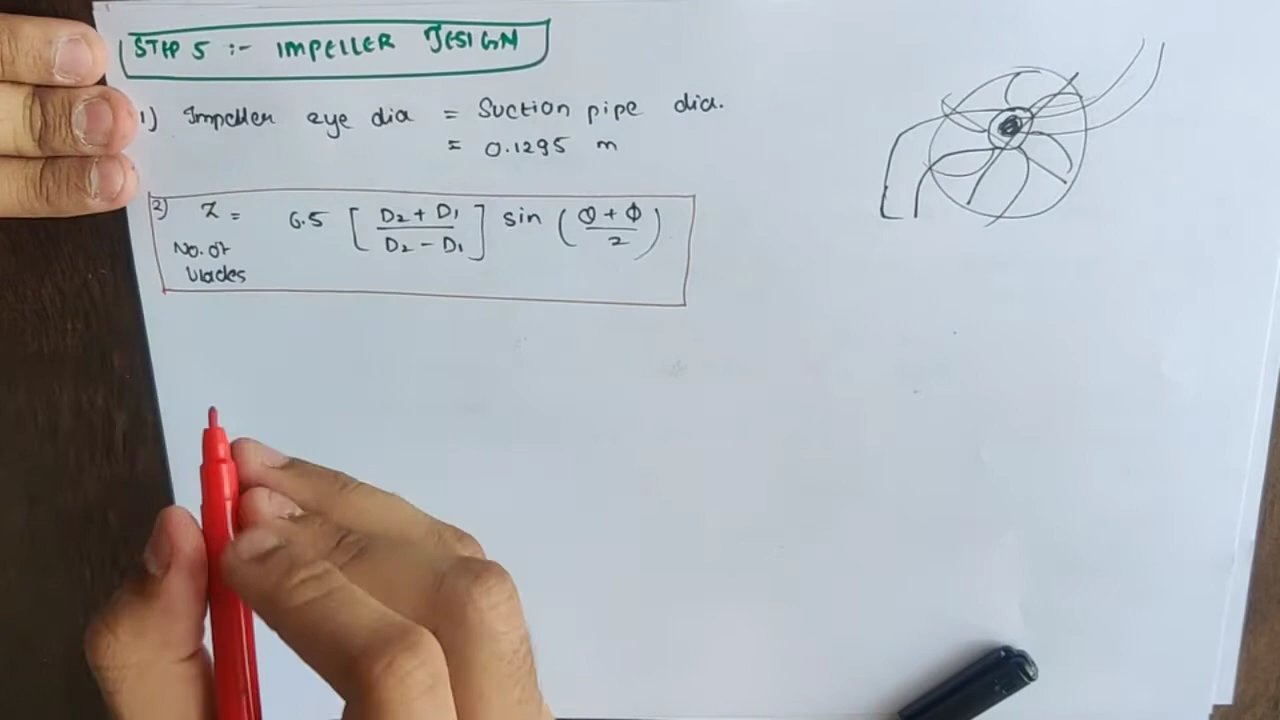 STEP 5 :- IMPELLER DESIGN
1) Impeller eye dia = Suction pipe dia.
= 0.1295 m
2) Z = 6.5 [ D₂ + D₁ / D₂ - D₁ ] sin ( θ + ϕ / 2 )
No. of
blades